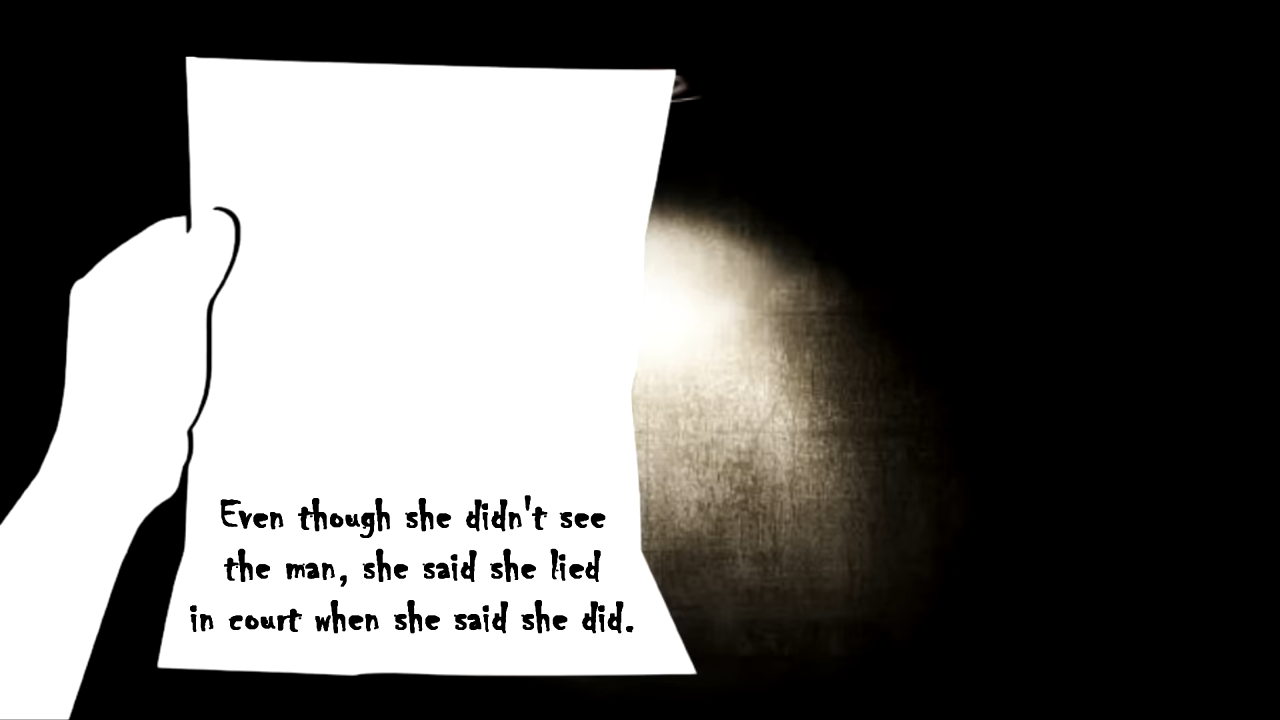 Even though she didn't see
the man, she said she lied
in court when she said she did.